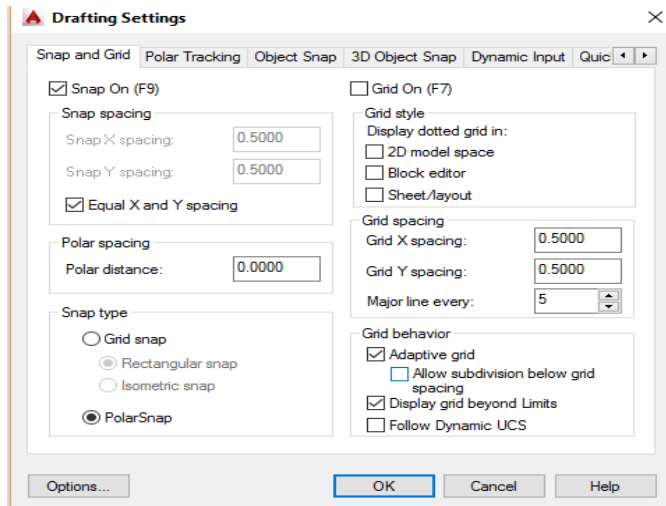 Drafting Settings
Snap and Grid Polar Tracking Object Snap 3D Object Snap Dynamic Input Quic
Snap On (F9)
Snap spacing
Snap X spacing: 0.5000
Snap Y spacing: 0.5000
Equal X and Y spacing
Polar spacing
Polar distance: 0.0000
Snap type
Grid snap
Rectangular snap
Isometric snap
PolarSnap
Grid On (F7)
Grid style
Display dotted grid in:
2D model space
Block editor
Sheet/layout
Grid spacing
Grid X spacing: 0.5000
Grid Y spacing: 0.5000
Major line every: 5
Grid behavior
Adaptive grid
Allow subdivision below grid
spacing
Display grid beyond Limits
Follow Dynamic UCS
Options... OK Cancel Help